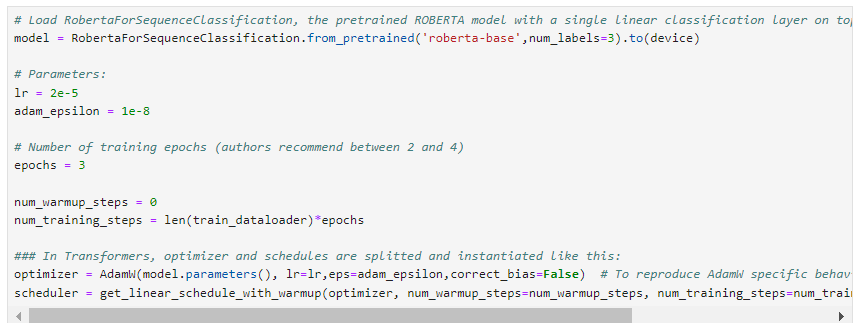 # Load RobertaForSequenceClassification, the pretrained ROBERTA model with a single linear classification layer on top
model = RobertaForSequenceClassification.from_pretrained('roberta-base',num_labels=3).to(device)
# Parameters:
lr = 2e-5
adam_epsilon = 1e-8
# Number of training epochs (authors recommend between 2 and 4)
epochs = 3
num_warmup_steps = 0
num_training_steps = len(train_dataloader)*epochs
### In Transformers, optimizer and schedules are splitted and instantiated like this:
optimizer = AdamW(model.parameters(), lr=lr,eps=adam_epsilon,correct_bias=False)  # To reproduce AdamW specific behav
scheduler = get_linear_schedule_with_warmup(optimizer, num_warmup_steps=num_warmup_steps, num_training_steps=num_trai